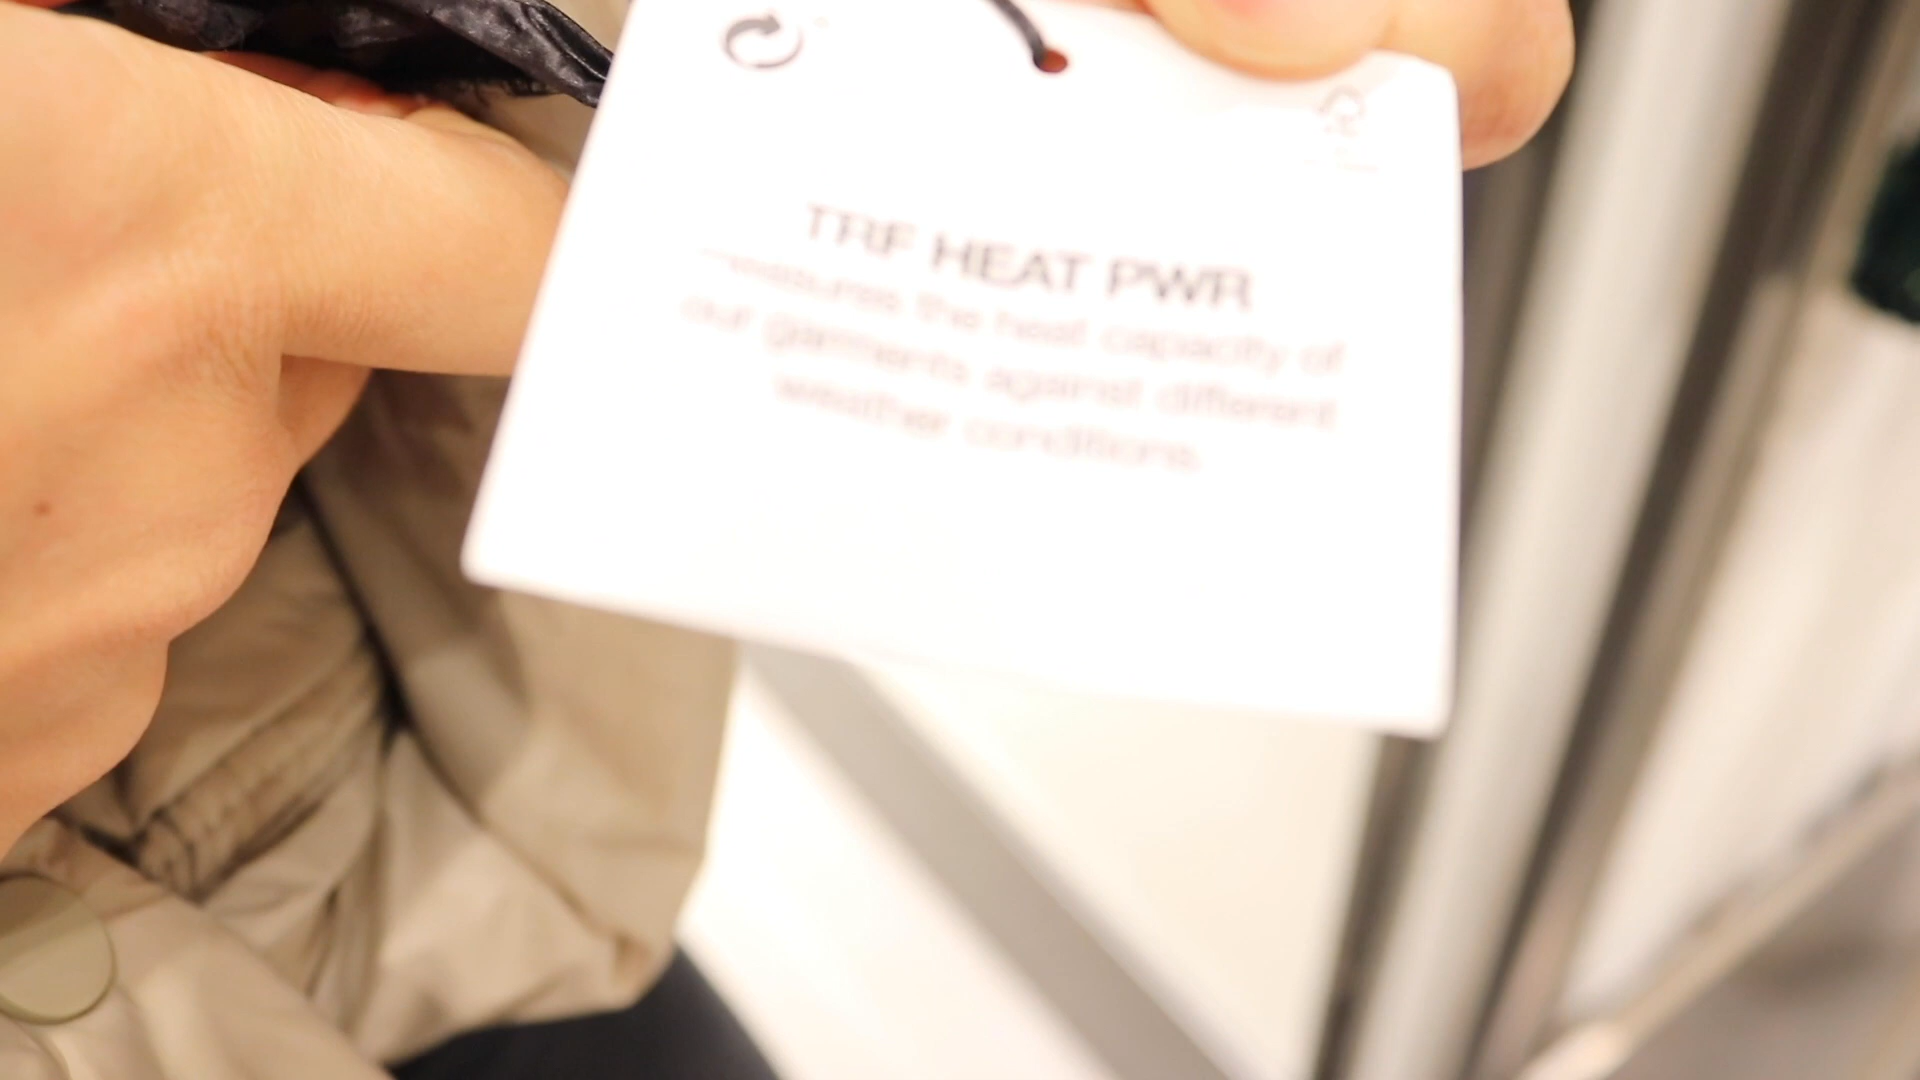 TRF HEAT PWR
measures the heat capacity of
our garments against different
weather conditions.